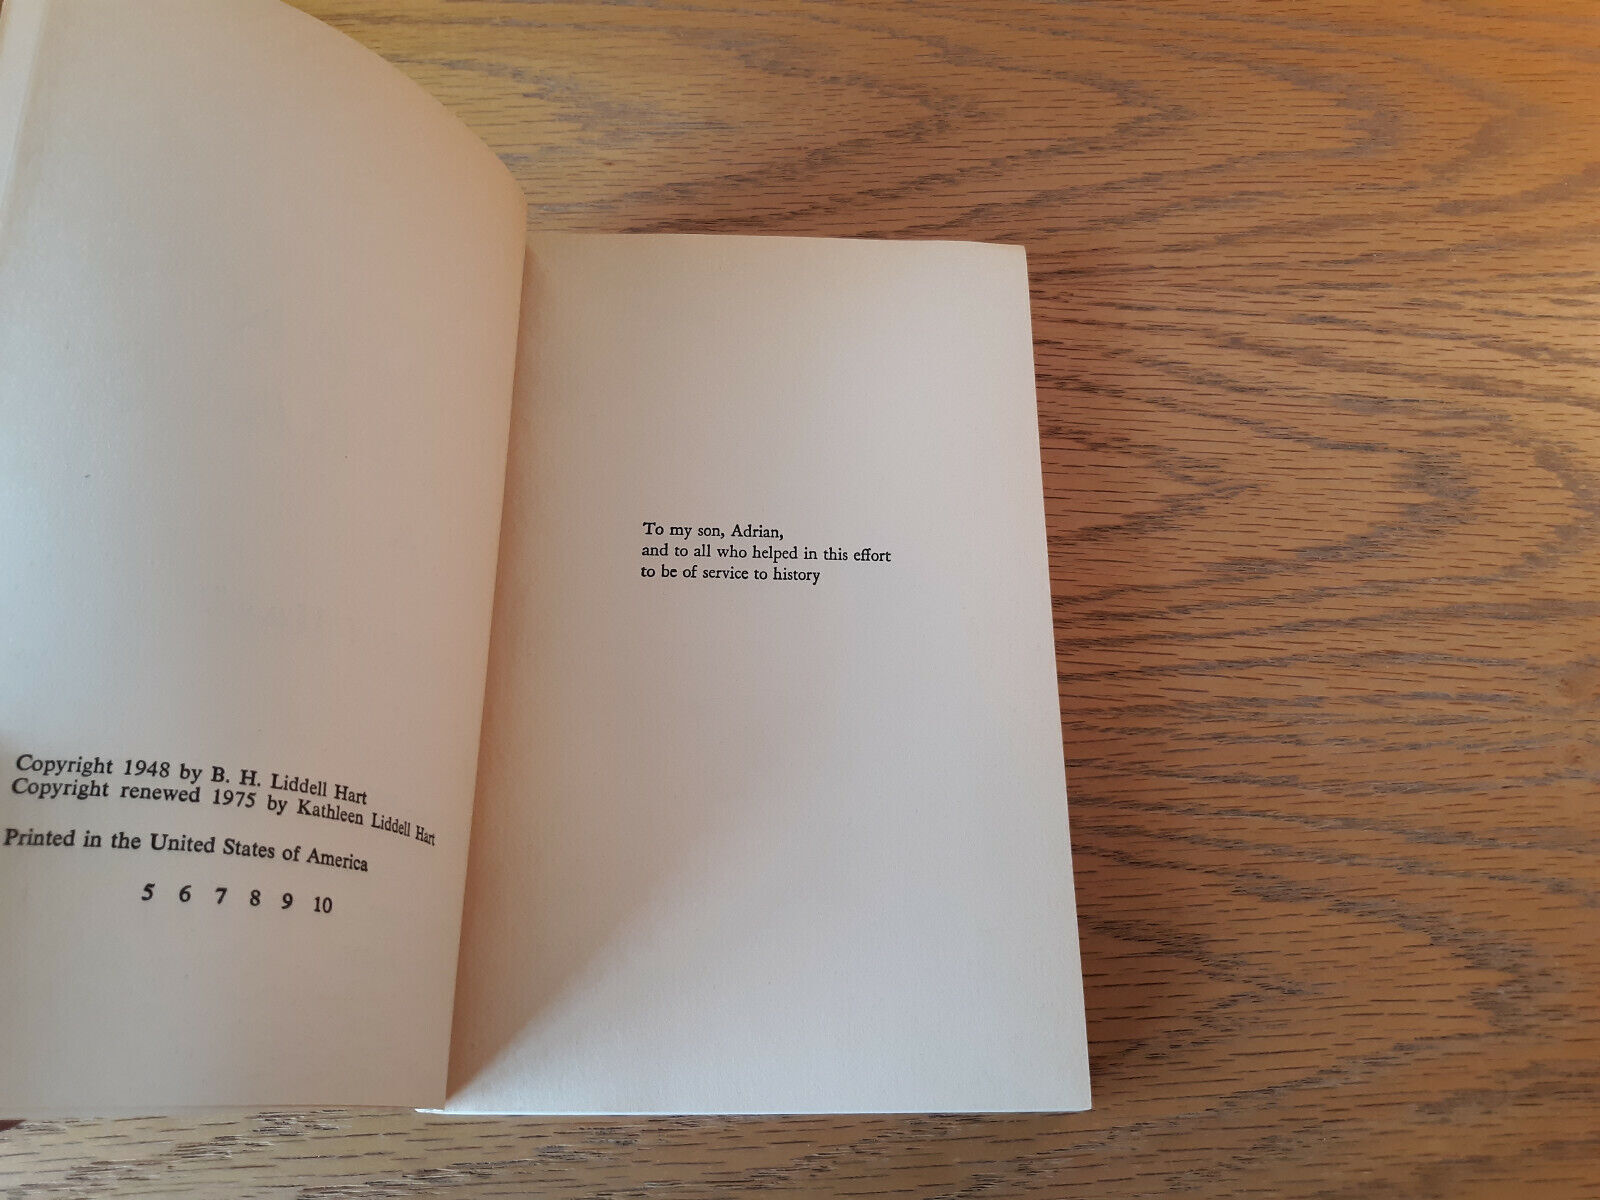 Copyright 1948 by B. H. Liddell Hart
Copyright renewed 1975 by Kathleen Liddell Hart
Printed in the United States of America
5 6 7 8 9 10
To my son, Adrian,
and to all who helped in this effort
to be of service to history